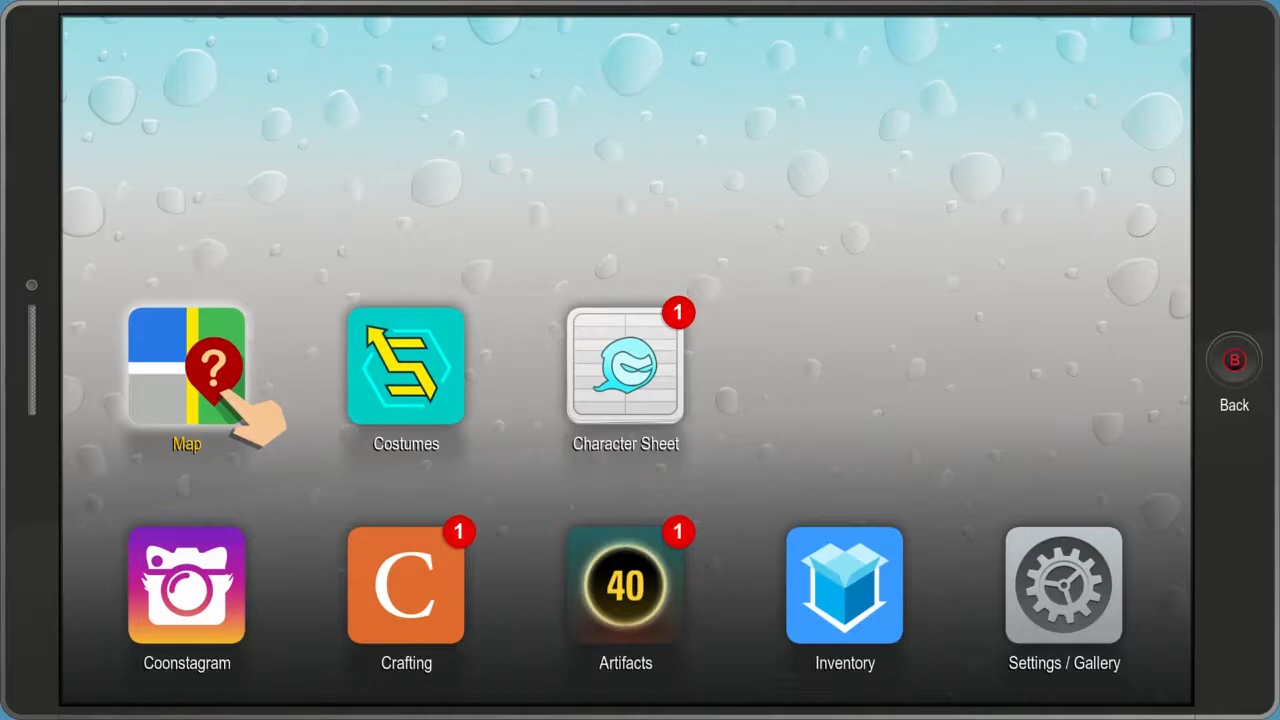 ?
1
Map
Costumes
Character Sheet
B
Back
1
1
C
40
Coonstagram
Crafting
Artifacts
Inventory
Settings / Gallery